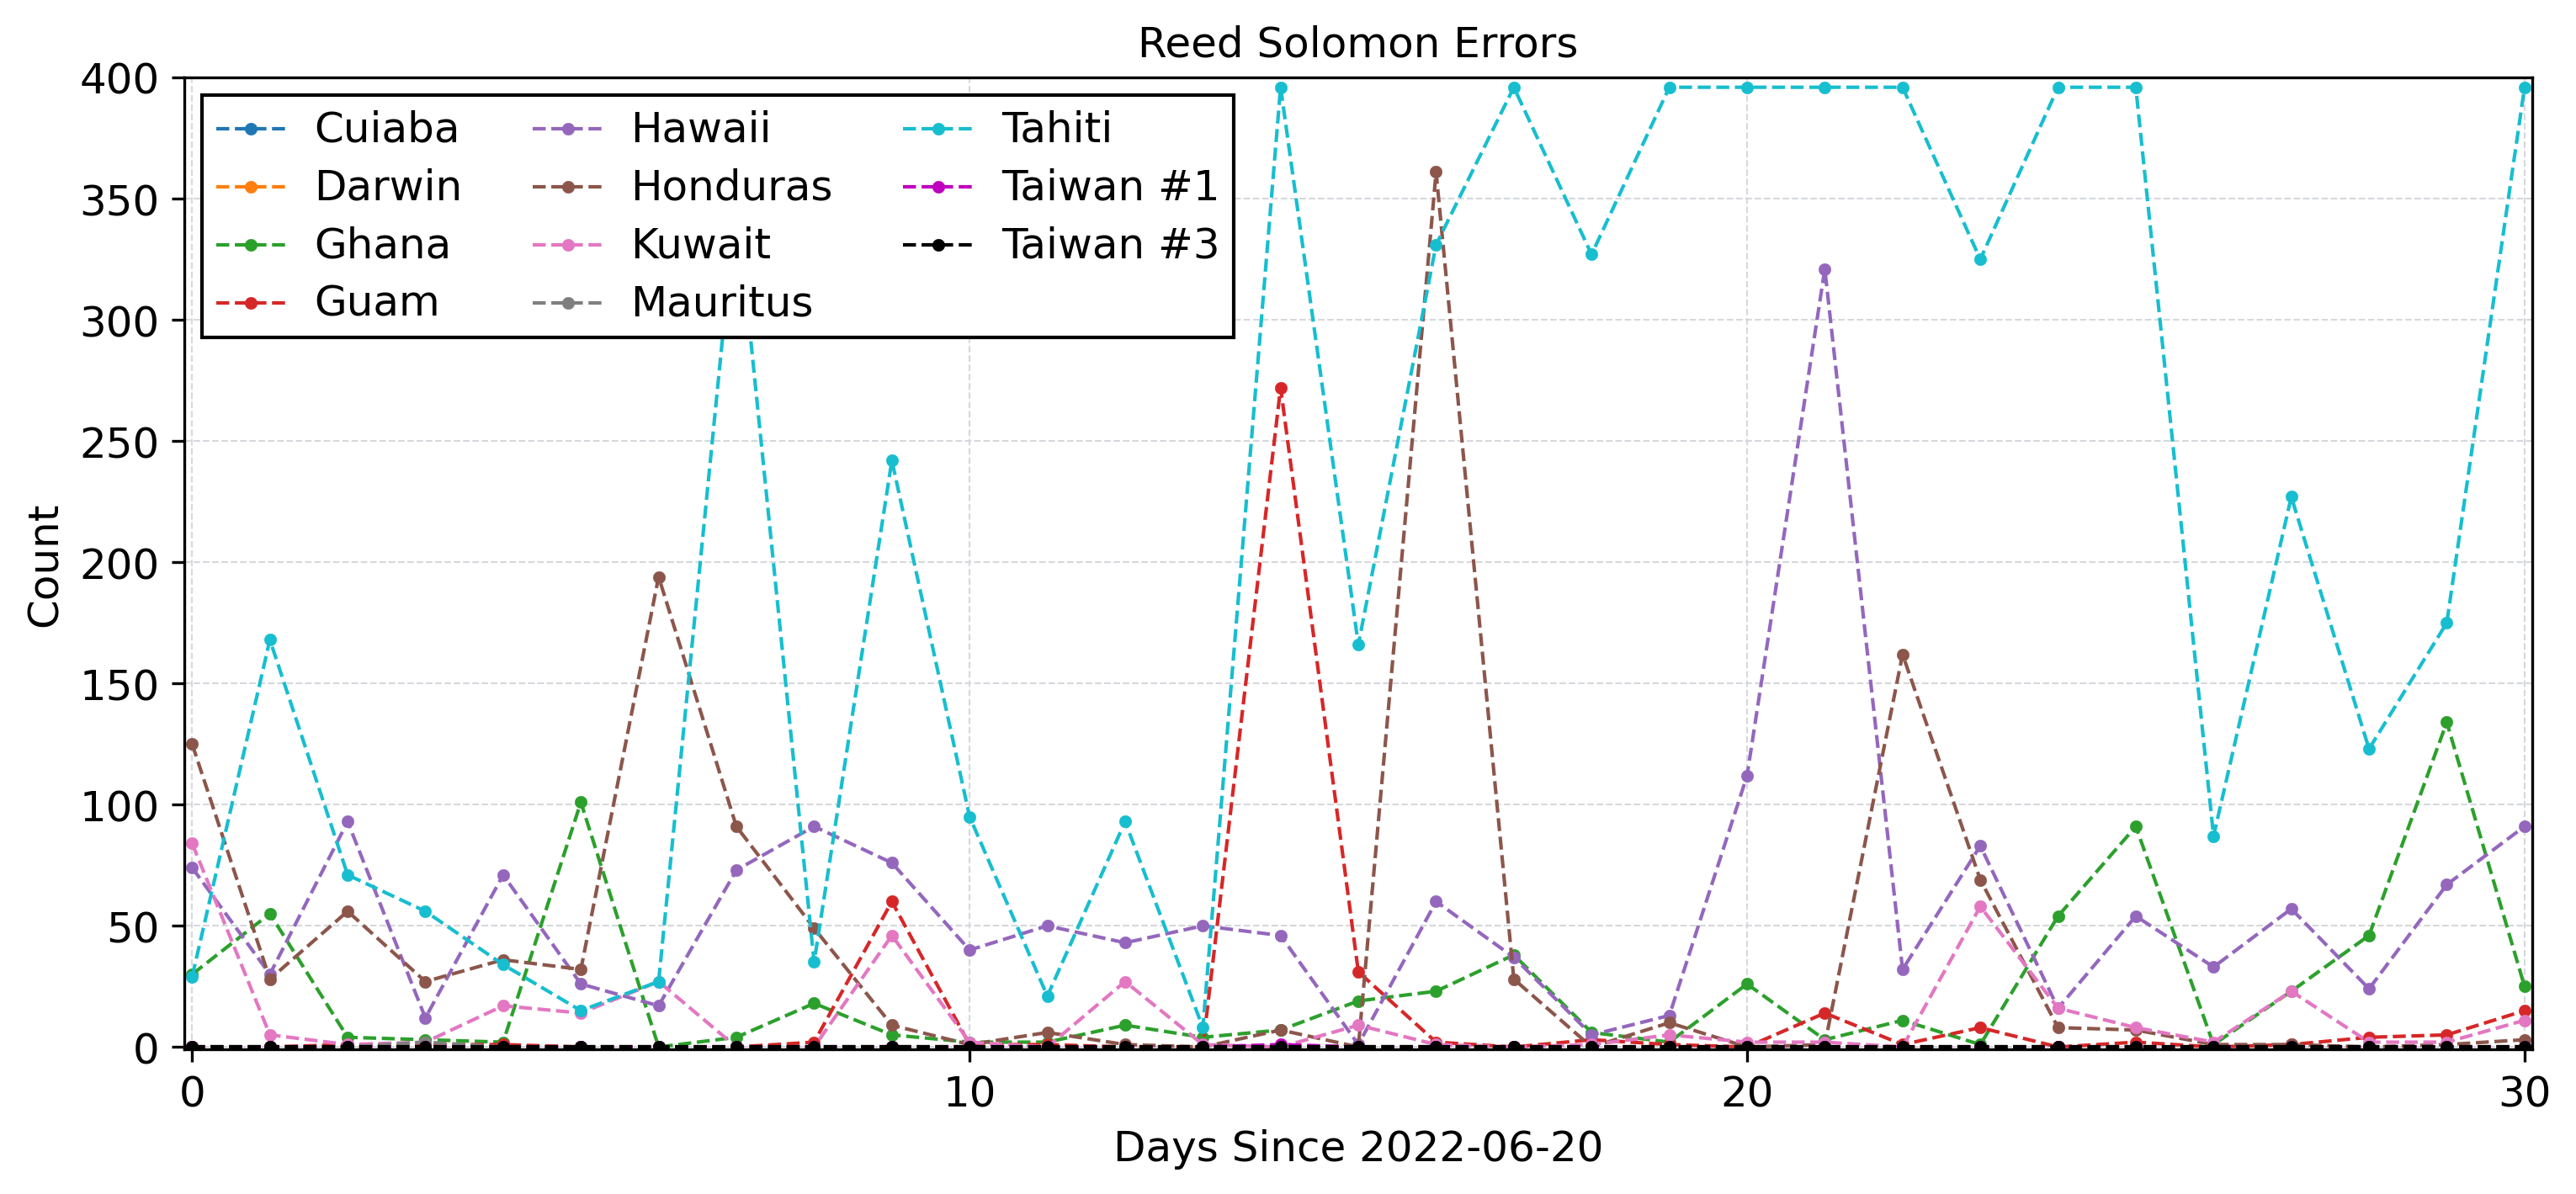 Reed Solomon Errors
400
350
300
250
200
150
100
50
0
Count
Cuiaba
Darwin
Ghana
Guam
Hawaii
Honduras
Kuwait
Mauritus
Tahiti
Taiwan #1
Taiwan #3
0 10 20 30
Days Since 2022-06-20